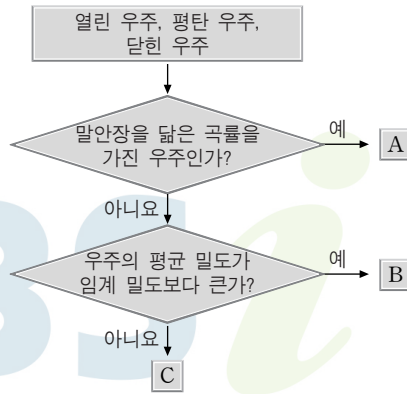 열린 우주, 평탄 우주,
닫힌 우주
말안장을 닮은 곡률을
가진 우주인가?
예
A
아니요
우주의 평균 밀도가
임계 밀도보다 큰가?
예
B
아니요
C
BSi